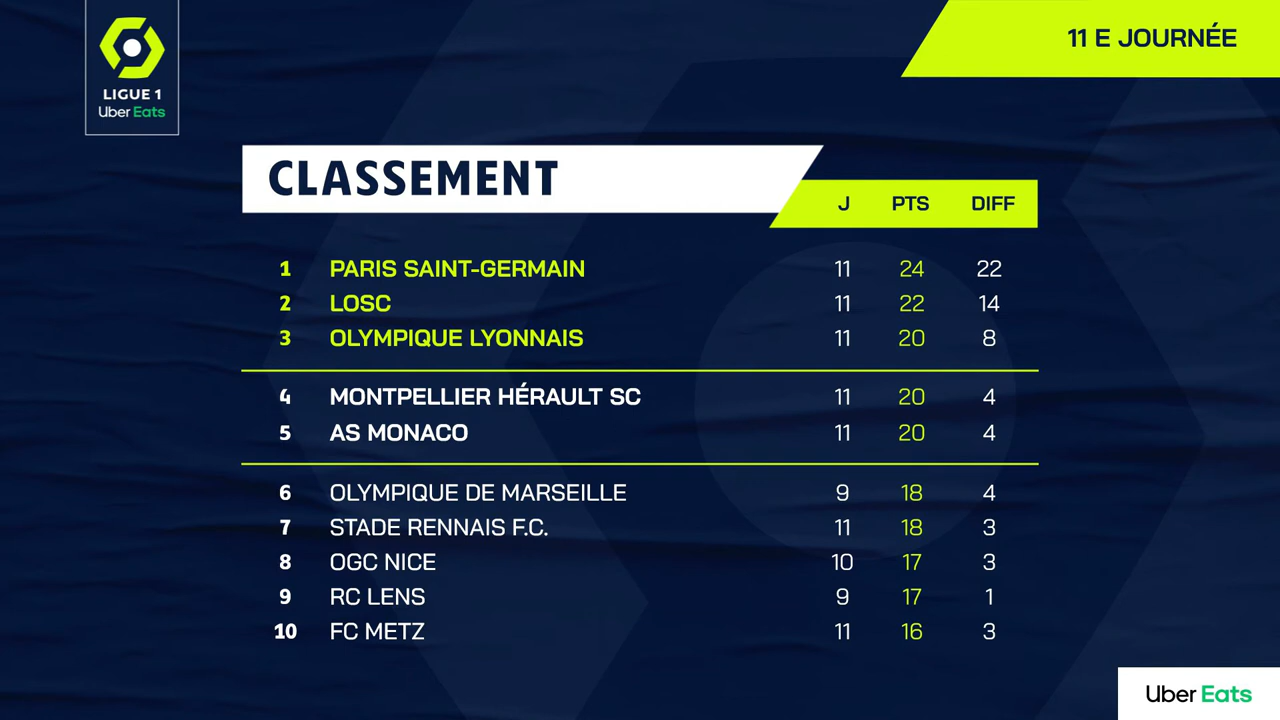 LIGUE 1
Uber Eats
11 E JOURNÉE
CLASSEMENT
J PTS DIFF
1 PARIS SAINT-GERMAIN 11 24 22
2 LOSC 11 22 14
3 OLYMPIQUE LYONNAIS 11 20 8
4 MONTPELLIER HÉRAULT SC 11 20 4
5 AS MONACO 11 20 4
6 OLYMPIQUE DE MARSEILLE 9 18 4
7 STADE RENNAIS F.C. 11 18 3
8 OGC NICE 10 17 3
9 RC LENS 9 17 1
10 FC METZ 11 16 3
Uber Eats